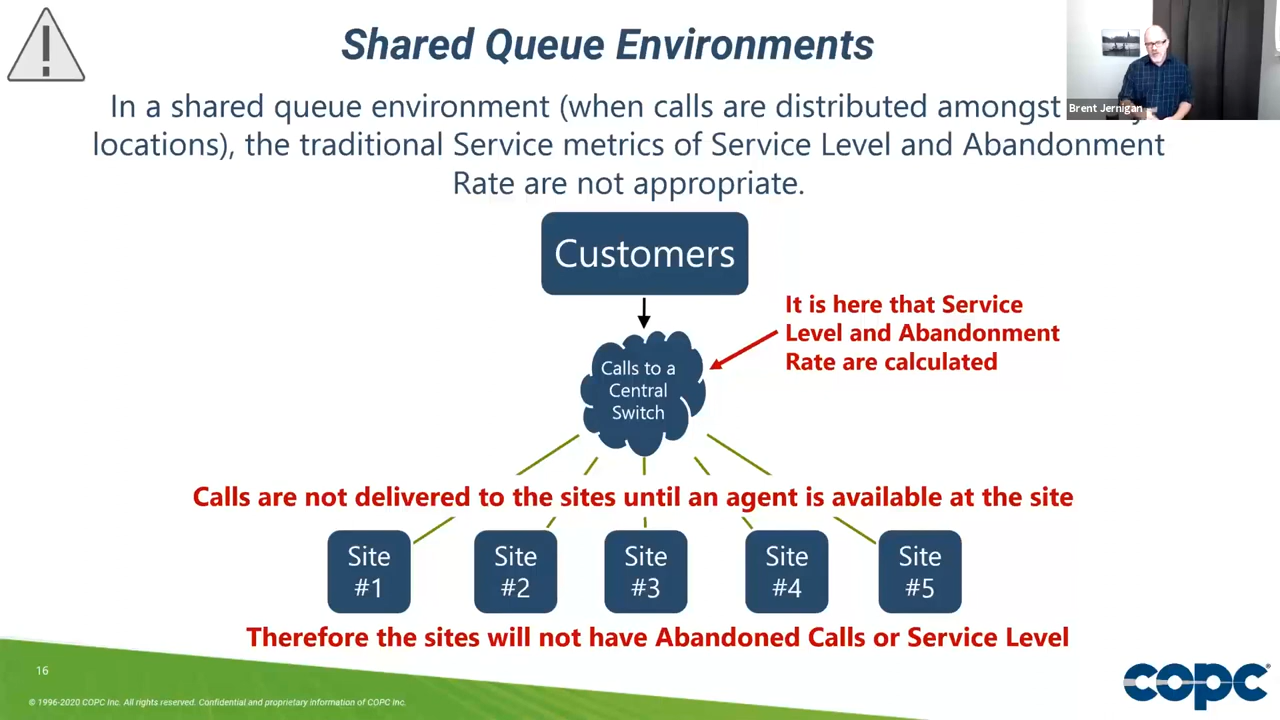 Shared Queue Environments
In a shared queue environment (when calls are distributed amongst
locations), the traditional Service metrics of Service Level and Abandonment
Rate are not appropriate.
Brent Jernigan
Customers
It is here that Service
Level and Abandonment
Rate are calculated
Calls to a
Central
Switch
Calls are not delivered to the sites until an agent is available at the site
Site
#1
Site
#2
Site
#3
Site
#4
Site
#5
Therefore the sites will not have Abandoned Calls or Service Level
16
© 1996-2020 COPC Inc. All rights reserved. Confidential and proprietary information of COPC Inc.
copc